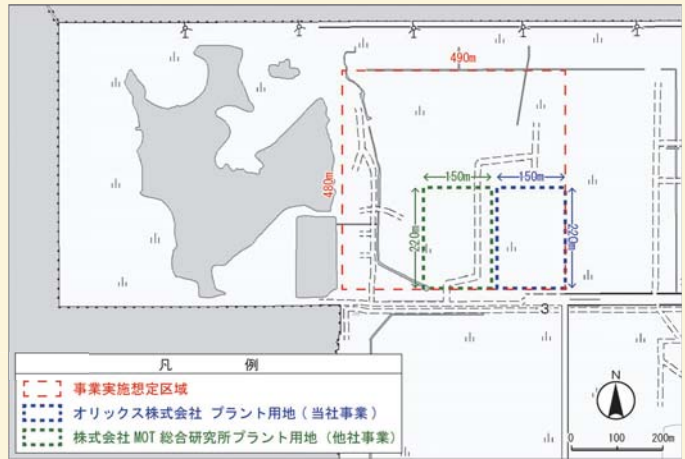 490m
480m
150m
150m
220m
220m
3
凡 例
事業実施想定区域
オリックス株式会社 プラント用地(当社事業)
株式会社MOT総合研究所プラント用地(他社事業)
N
0 100 200m